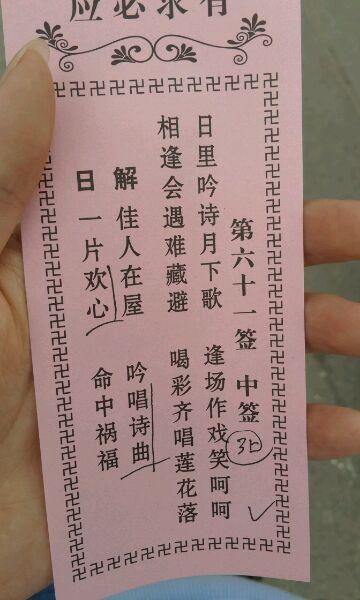 有求必应
第六十一签 中签
日里吟诗月下歌 逢场作戏笑呵呵
相逢会遇难藏避 喝彩齐唱莲花落
解 佳人在屋 吟唱诗曲
日 一片欢心 命中祸福